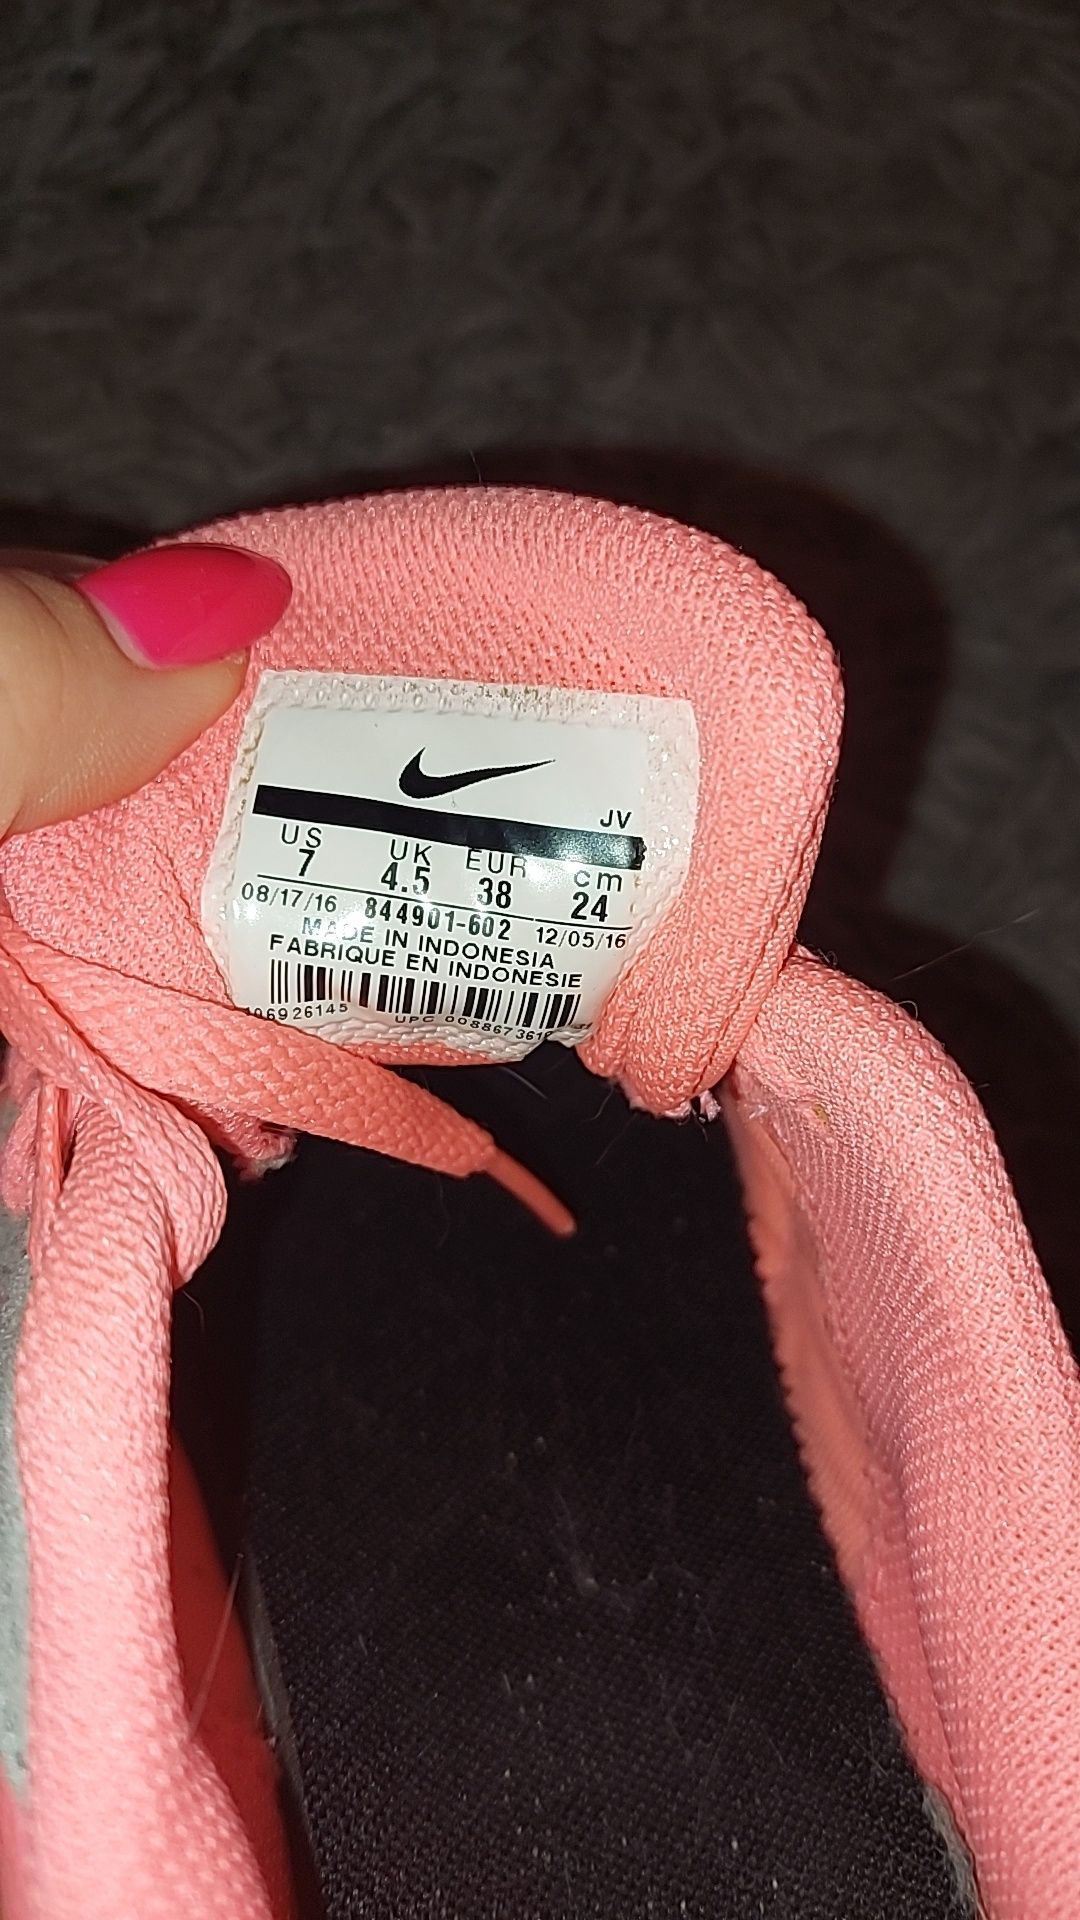 JV
US UK EUR cm
7 4.5 38 24
08/17/16 844901-602 12/05/16
MADE IN INDONESIA
FABRIQUE EN INDONESIE
UPC